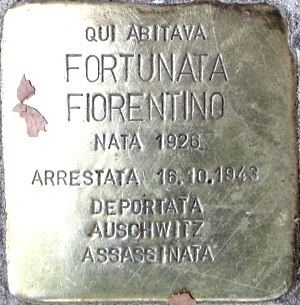 QUI ABITAVA
FORTUNATA
FIORENTINO
NATA 1926
ARRESTATA 16.10.1943
DEPORTATA
AUSCHWITZ
ASSASSINATA